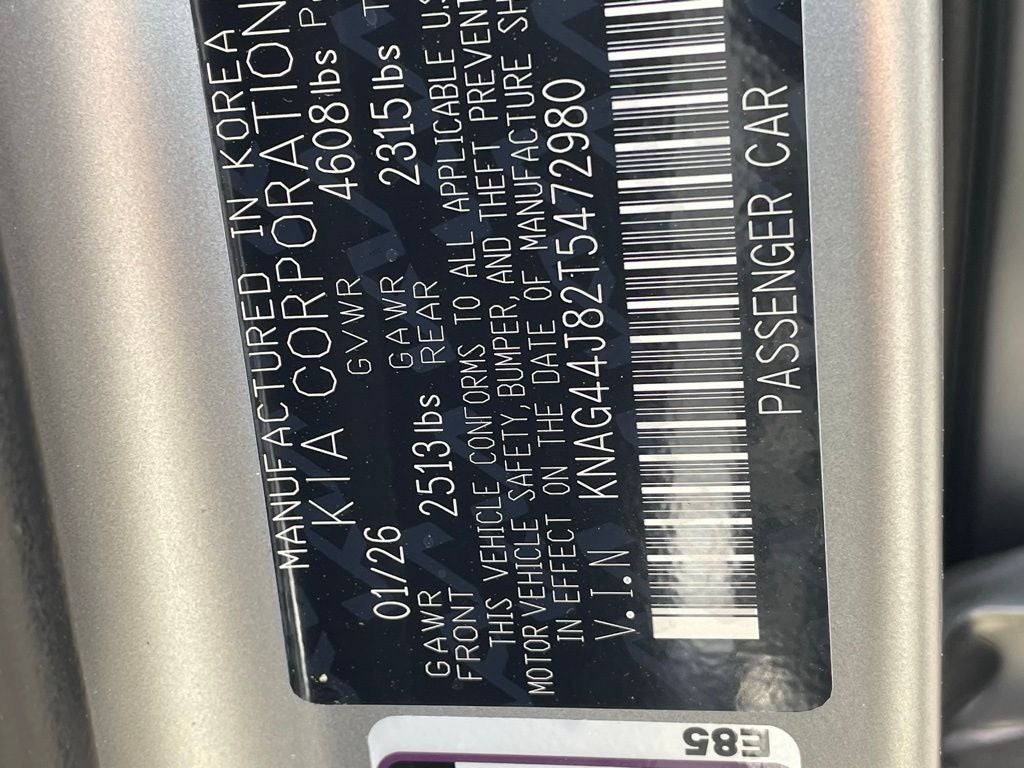 MANUFACTURED IN KOREA
KIA CORPORATION
01/26 GVWR 4608lbs
GAWR FRONT 2513lbs GAWR REAR 2315lbs
THIS VEHICLE CONFORMS TO ALL APPLICABLE
MOTOR VEHICLE SAFETY, BUMPER, AND THEFT PREVENT
IN EFFECT ON THE DATE OF MANUFACTURE SH
V.I.N KNAG44J82T5472980
PASSENGER CAR
E85